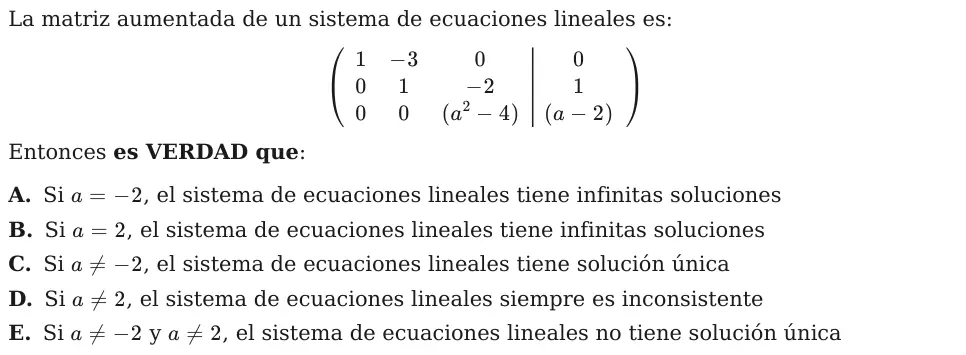 La matriz aumentada de un sistema de ecuaciones lineales es:
1 −3 0 0
0 1 −2 1
0 0 (a² − 4) (a − 2)
Entonces es VERDAD que:
A. Si a = −2, el sistema de ecuaciones lineales tiene infinitas soluciones
B. Si a = 2, el sistema de ecuaciones lineales tiene infinitas soluciones
C. Si a ≠ −2, el sistema de ecuaciones lineales tiene solución única
D. Si a ≠ 2, el sistema de ecuaciones lineales siempre es inconsistente
E. Si a ≠ −2 y a ≠ 2, el sistema de ecuaciones lineales no tiene solución única